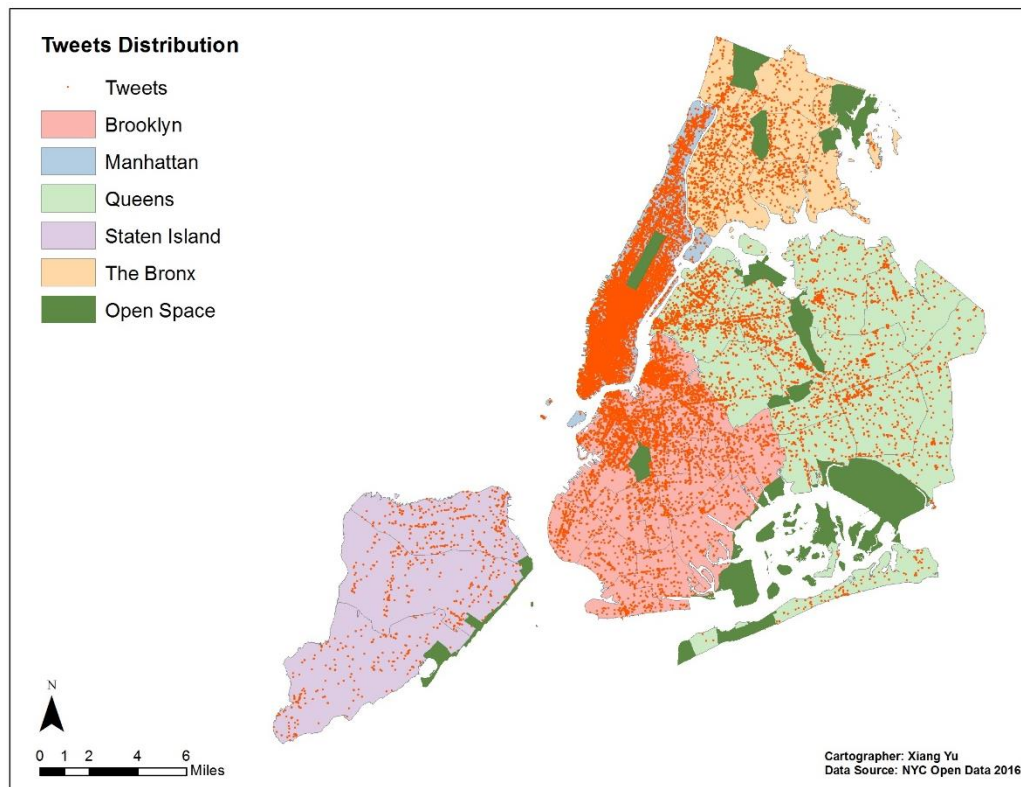 Tweets Distribution
Tweets
Brooklyn
Manhattan
Queens
Staten Island
The Bronx
Open Space
N
0 1 2 4 6
Miles
Cartographer: Xiang Yu
Data Source: NYC Open Data 2016